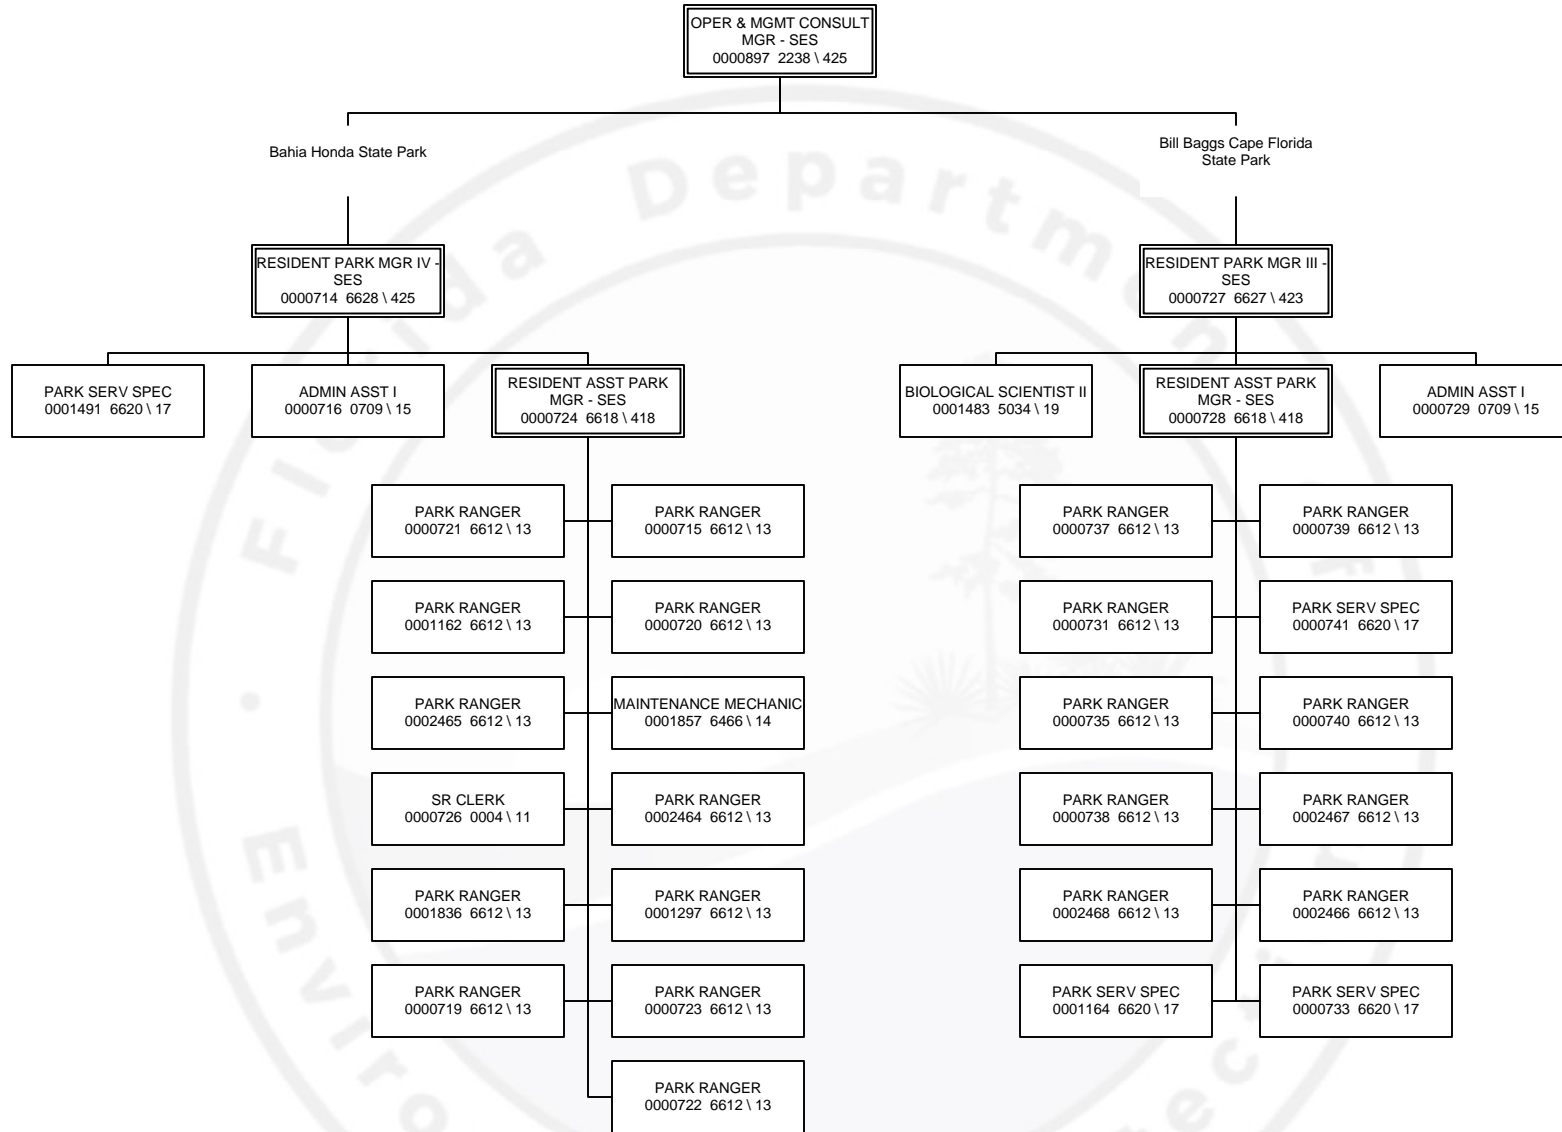 OPER & MGMT CONSULT
MGR - SES
0000897 2238 \ 425
Bahia Honda State Park
Bill Baggs Cape Florida
State Park
RESIDENT PARK MGR IV -
SES
0000714 6628 \ 425
RESIDENT PARK MGR III -
SES
0000727 6627 \ 423
PARK SERV SPEC
0001491 6620 \ 17
ADMIN ASST I
0000716 0709 \ 15
RESIDENT ASST PARK
MGR - SES
0000724 6618 \ 418
BIOLOGICAL SCIENTIST II
0001483 5034 \ 19
RESIDENT ASST PARK
MGR - SES
0000728 6618 \ 418
ADMIN ASST I
0000729 0709 \ 15
PARK RANGER
0000721 6612 \ 13
PARK RANGER
0000715 6612 \ 13
PARK RANGER
0001162 6612 \ 13
PARK RANGER
0000720 6612 \ 13
PARK RANGER
0002465 6612 \ 13
MAINTENANCE MECHANIC
0001857 6466 \ 14
SR CLERK
0000726 0004 \ 11
PARK RANGER
0002464 6612 \ 13
PARK RANGER
0001836 6612 \ 13
PARK RANGER
0001297 6612 \ 13
PARK RANGER
0000719 6612 \ 13
PARK RANGER
0000723 6612 \ 13
PARK RANGER
0000722 6612 \ 13
PARK RANGER
0000737 6612 \ 13
PARK RANGER
0000739 6612 \ 13
PARK RANGER
0000731 6612 \ 13
PARK SERV SPEC
0000741 6620 \ 17
PARK RANGER
0000735 6612 \ 13
PARK RANGER
0000740 6612 \ 13
PARK RANGER
0000738 6612 \ 13
PARK RANGER
0002467 6612 \ 13
PARK RANGER
0002468 6612 \ 13
PARK RANGER
0002466 6612 \ 13
PARK SERV SPEC
0001164 6620 \ 17
PARK SERV SPEC
0000733 6620 \ 17
Florida Department of